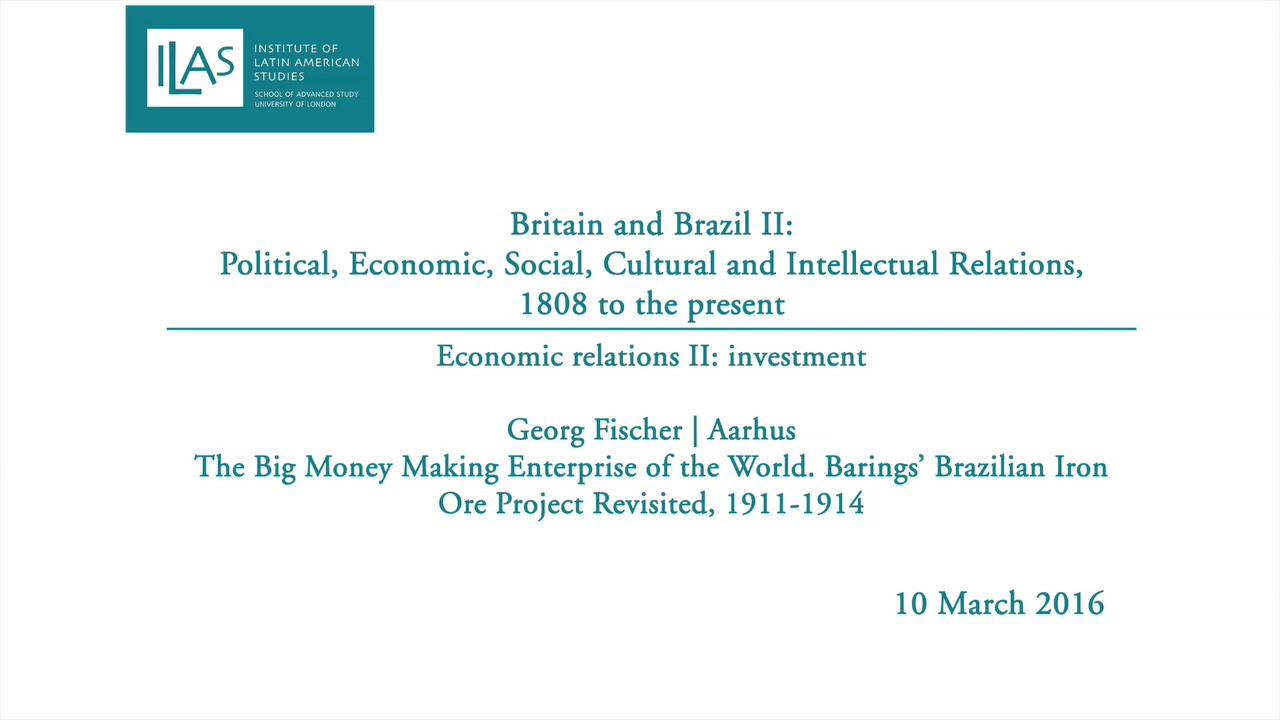 ILAS
INSTITUTE OF
LATIN AMERICAN
STUDIES
SCHOOL OF ADVANCED STUDY
UNIVERSITY OF LONDON
Britain and Brazil II:
Political, Economic, Social, Cultural and Intellectual Relations,
1808 to the present
Economic relations II: investment
Georg Fischer | Aarhus
The Big Money Making Enterprise of the World. Barings’ Brazilian Iron
Ore Project Revisited, 1911-1914
10 March 2016